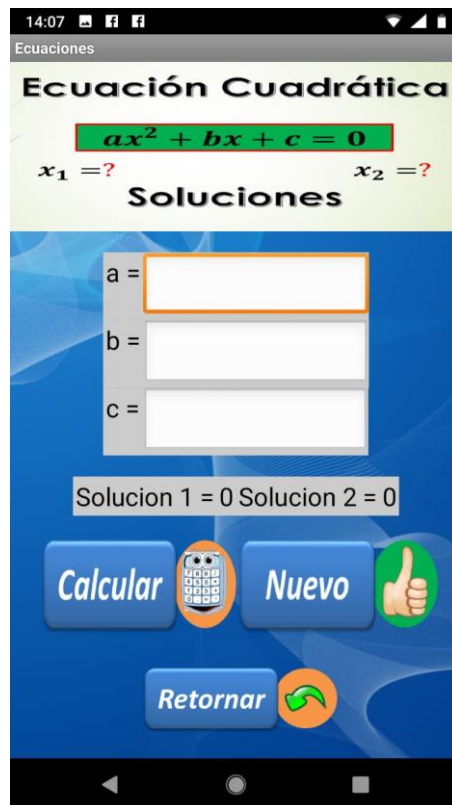 14:07
Ecuaciones
Ecuación Cuadrática
ax² + bx + c = 0
x₁ =? x₂ =?
Soluciones
a =
b =
c =
Solucion 1 = 0 Solucion 2 = 0
Calcular Nuevo
Retornar